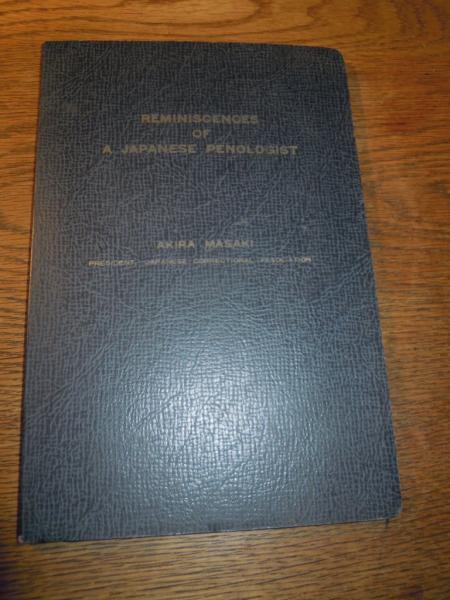 REMINISCENCES
OF
A JAPANESE PENOLOGIST
AKIRA MASAKI
PRESIDENT, JAPANESE CORRECTIONAL ASSOCIATION